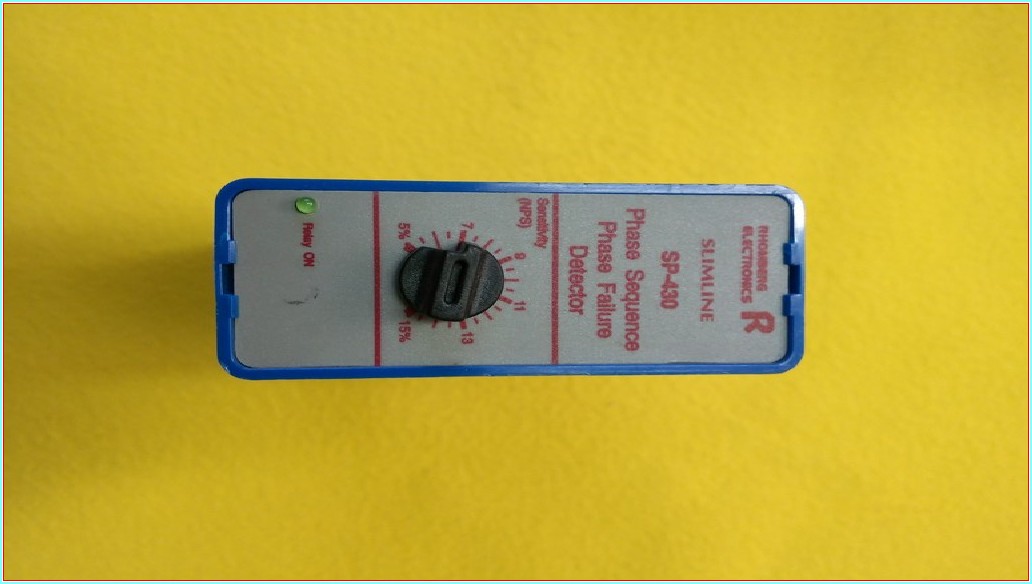 RHOMBERG
ELECTRONICS R
SLIMLINE
SP-430
Phase Sequence
Phase Failure
Detector
Sensitivity
(NPS)
9
7 11
5% 13
15%
Relay ON